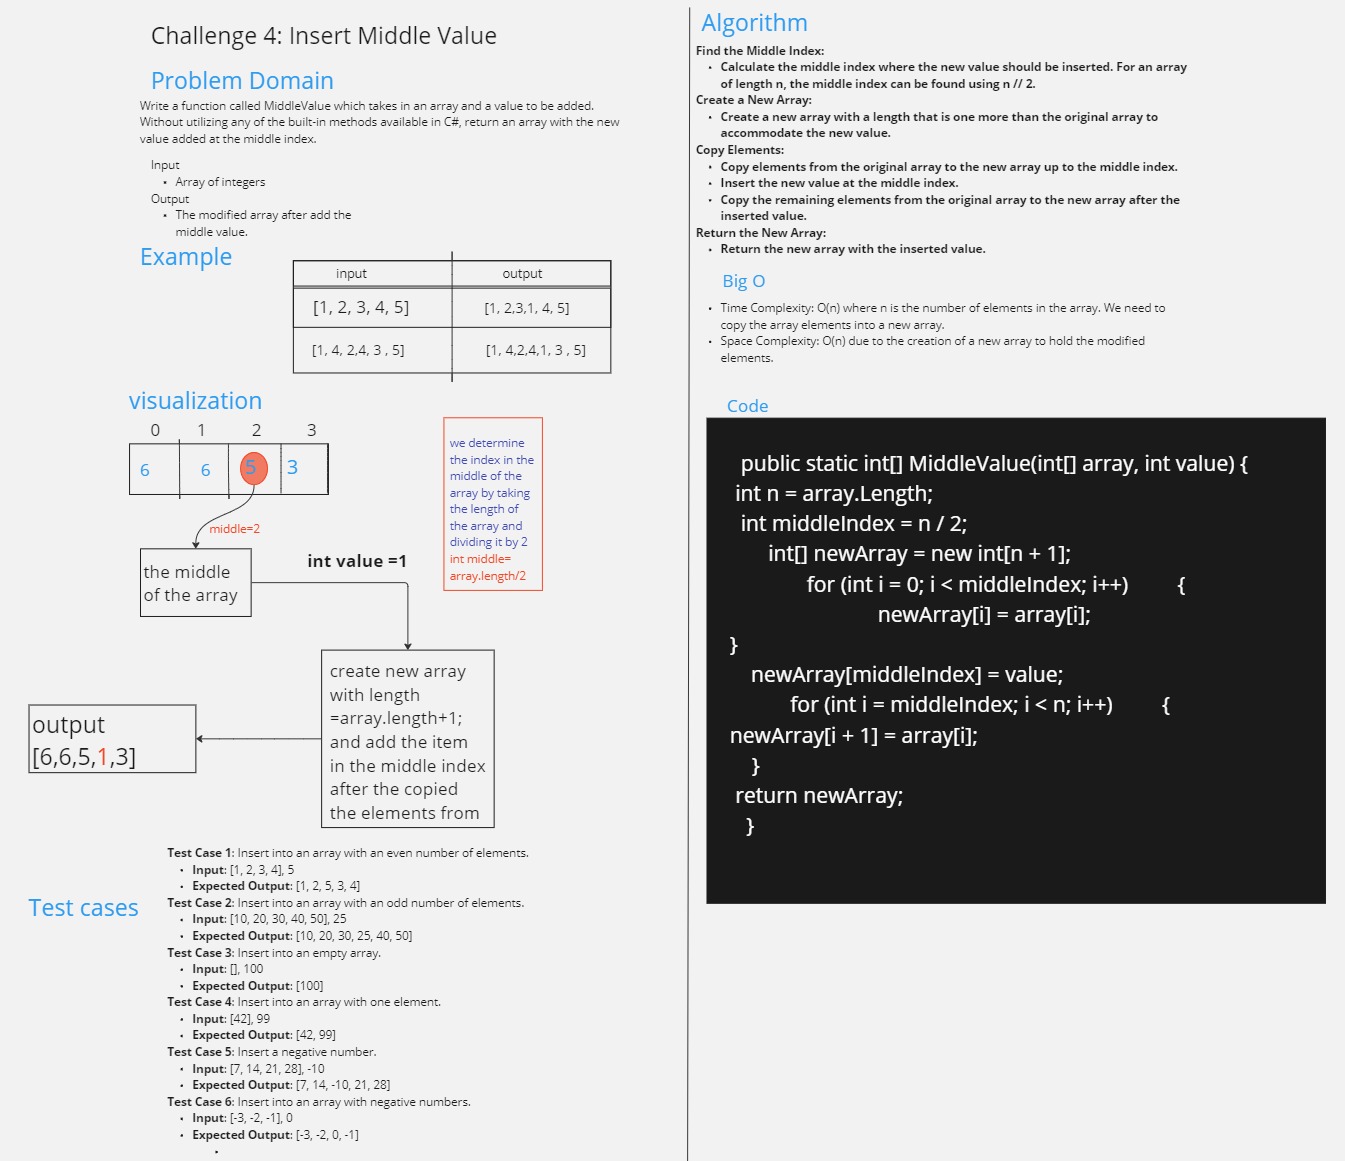 Challenge 4: Insert Middle Value
Problem Domain
Write a function called MiddleValue which takes in an array and a value to be added.
Without utilizing any of the built-in methods available in C#, return an array with the new
value added at the middle index.
Input
• Array of integers
Output
• The modified array after add the
middle value.
Example
input output
[1, 2, 3, 4, 5] [1, 2,3,1, 4, 5]
[1, 4, 2,4, 3 , 5] [1, 4,2,4,1, 3 , 5]
visualization
0 1 2 3
6 6 5 3
middle=2
the middle
of the array
int value =1
we determine
the index in the
middle of the
array by taking
the length of
the array and
dividing it by 2
int middle=
array.length/2
create new array
with length
=array.length+1;
and add the item
in the middle index
after the copied
the elements from
output
[6,6,5,1,3]
Test cases
Test Case 1: Insert into an array with an even number of elements.
• Input: [1, 2, 3, 4], 5
• Expected Output: [1, 2, 5, 3, 4]
Test Case 2: Insert into an array with an odd number of elements.
• Input: [10, 20, 30, 40, 50], 25
• Expected Output: [10, 20, 30, 25, 40, 50]
Test Case 3: Insert into an empty array.
• Input: [], 100
• Expected Output: [100]
Test Case 4: Insert into an array with one element.
• Input: [42], 99
• Expected Output: [42, 99]
Test Case 5: Insert a negative number.
• Input: [7, 14, 21, 28], -10
• Expected Output: [7, 14, -10, 21, 28]
Test Case 6: Insert into an array with negative numbers.
• Input: [-3, -2, -1], 0
• Expected Output: [-3, -2, 0, -1]
Algorithm
Find the Middle Index:
• Calculate the middle index where the new value should be inserted. For an array
of length n, the middle index can be found using n // 2.
Create a New Array:
• Create a new array with a length that is one more than the original array to
accommodate the new value.
Copy Elements:
• Copy elements from the original array to the new array up to the middle index.
• Insert the new value at the middle index.
• Copy the remaining elements from the original array to the new array after the
inserted value.
Return the New Array:
• Return the new array with the inserted value.
Big O
• Time Complexity: O(n) where n is the number of elements in the array. We need to
copy the array elements into a new array.
• Space Complexity: O(n) due to the creation of a new array to hold the modified
elements.
Code
public static int[] MiddleValue(int[] array, int value) {
int n = array.Length;
int middleIndex = n / 2;
int[] newArray = new int[n + 1];
for (int i = 0; i < middleIndex; i++) {
newArray[i] = array[i];
}
newArray[middleIndex] = value;
for (int i = middleIndex; i < n; i++) {
newArray[i + 1] = array[i];
}
return newArray;
}